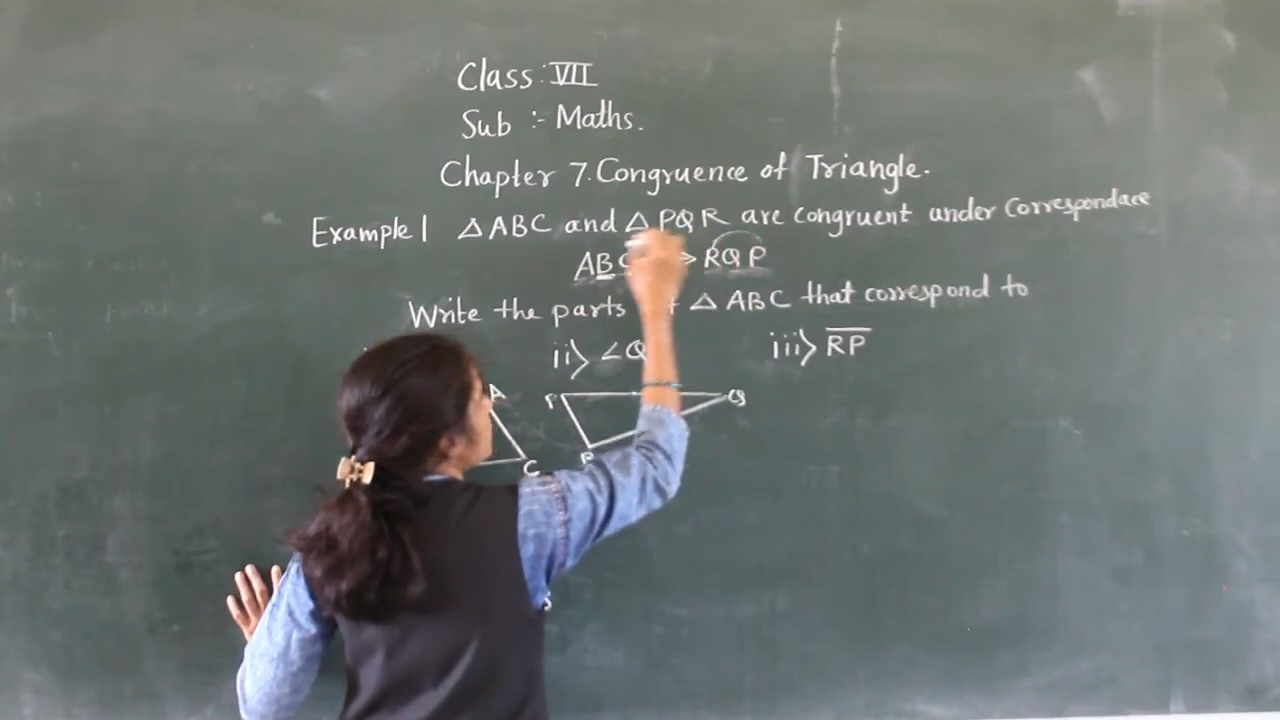 Class : VII
Sub :- Maths.
Chapter 7. Congruence of Triangle.
Example 1 △ABC and △PQR are congruent under Correspondace
AB RQP
Write the parts △ABC that correspond to
ii> ∠Q iii> RP
A P Q
C R